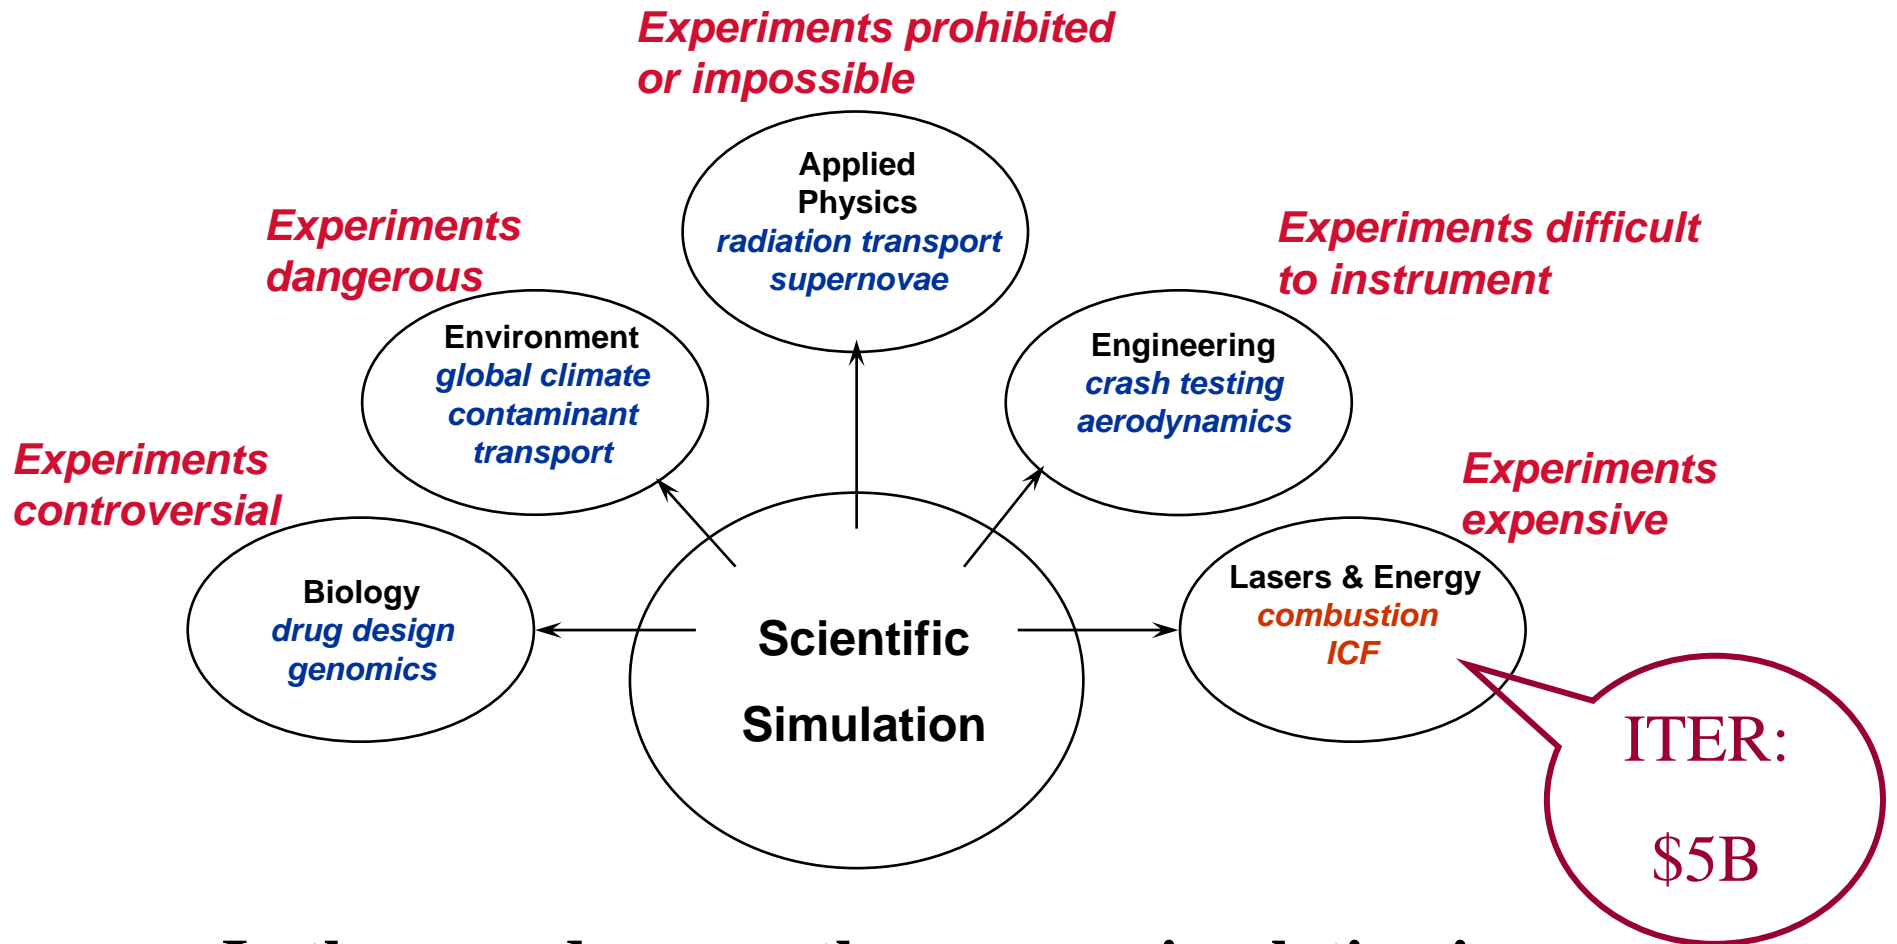 Experiments prohibited
or impossible
Applied
Physics
radiation transport
supernovae
Experiments
dangerous
Environment
global climate
contaminant
transport
Experiments difficult
to instrument
Engineering
crash testing
aerodynamics
Experiments
controversial
Biology
drug design
genomics
Scientific
Simulation
Experiments
expensive
Lasers & Energy
combustion
ICF
ITER:
$5B